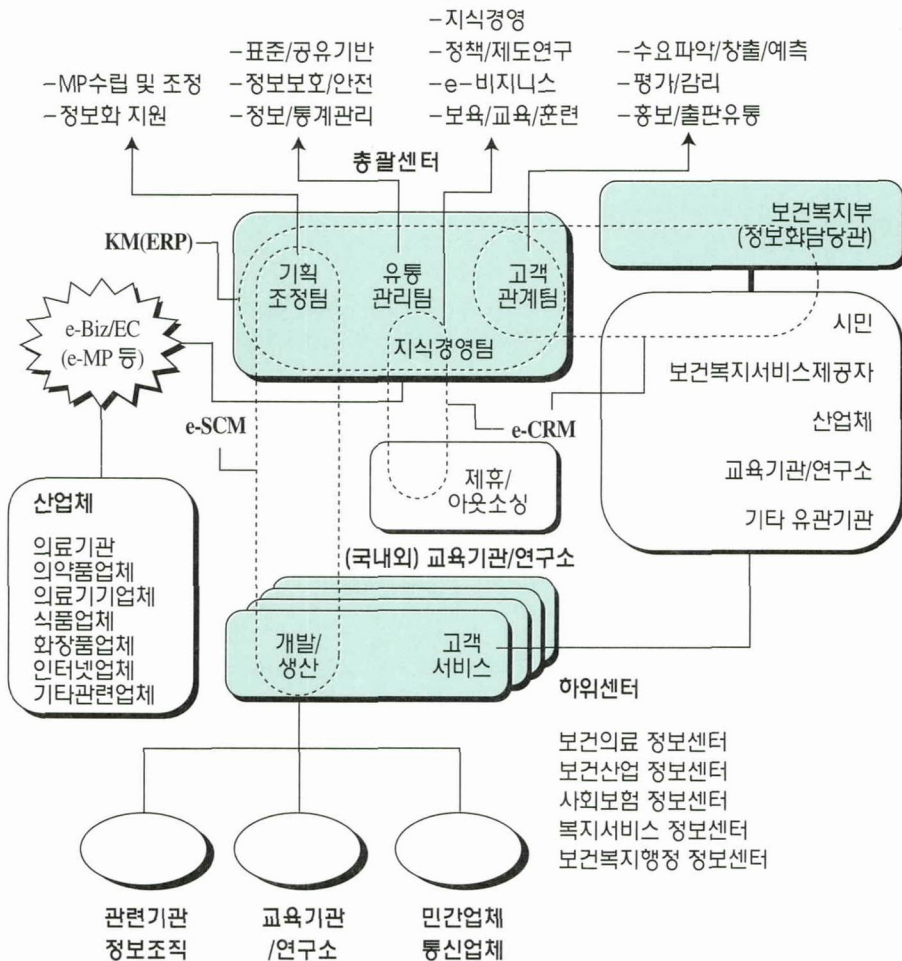 -지식경영
-표준/공유기반
-정책/제도연구
-수요파악/창출/예측
-MP수립 및 조정
-정보보호/안전
-e-비지니스
-평가/감리
-정보화 지원
-정보/통계관리
-보육/교육/훈련
-홍보/출판유통
총괄센터
보건복지부
(정보화담당관)
KM(ERP)
기획
조정팀
유통
관리팀
고객
관계팀
지식경영팀
e-Biz/EC
(e-MP 등)
시민
보건복지서비스제공자
산업체
교육기관/연구소
기타 유관기관
e-SCM
e-CRM
제휴/
아웃소싱
산업체
의료기관
의약품업체
의료기기업체
식품업체
화장품업체
인터넷업체
기타관련업체
(국내외) 교육기관/연구소
개발/
생산
고객
서비스
하위센터
보건의료 정보센터
보건산업 정보센터
사회보험 정보센터
복지서비스 정보센터
보건복지행정 정보센터
관련기관
정보조직
교육기관
/연구소
민간업체
통신업체